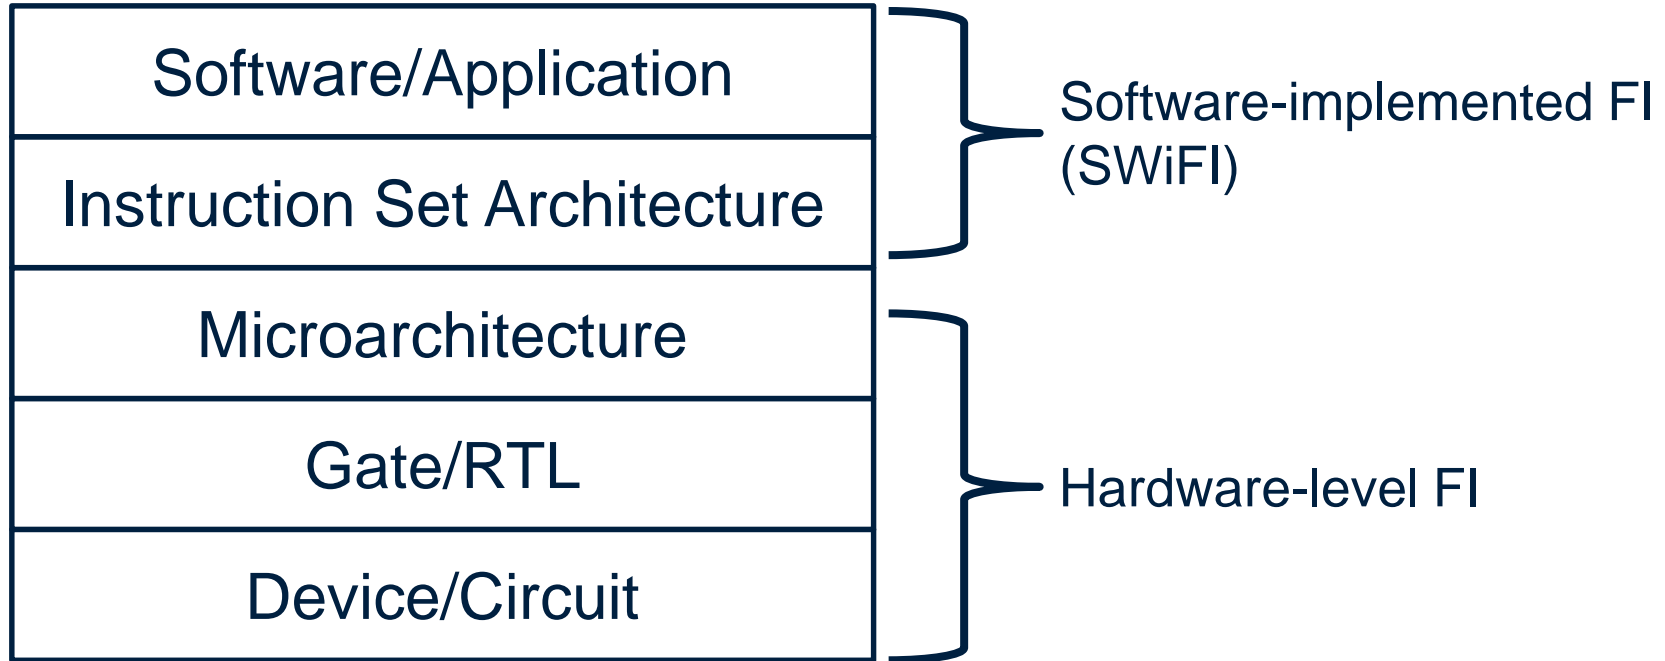 Software/Application
Instruction Set Architecture
Microarchitecture
Gate/RTL
Device/Circuit
Software-implemented FI
(SWiFI)
Hardware-level FI